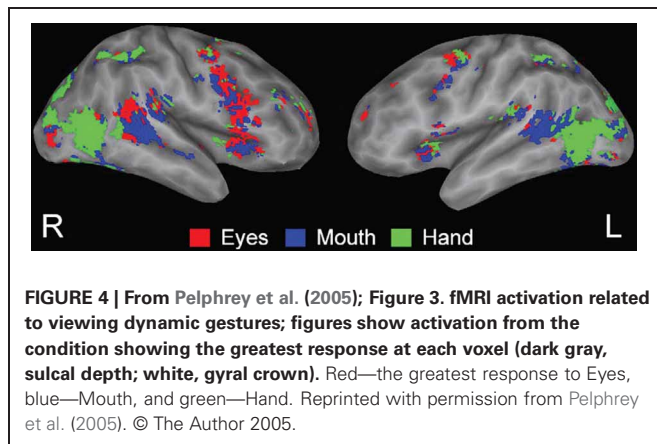 R
L
Eyes Mouth Hand
FIGURE 4 | From Pelphrey et al. (2005); Figure 3. fMRI activation related
to viewing dynamic gestures; figures show activation from the
condition showing the greatest response at each voxel (dark gray,
sulcal depth; white, gyral crown). Red—the greatest response to Eyes,
blue—Mouth, and green—Hand. Reprinted with permission from Pelphrey
et al. (2005). © The Author 2005.